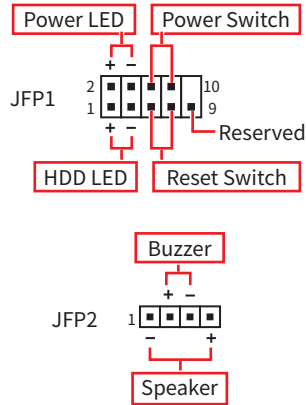 Power LED Power Switch
+ −
2 10
JFP1
1 9
+ − Reserved
HDD LED Reset Switch
Buzzer
+ −
JFP2 1
− +
Speaker